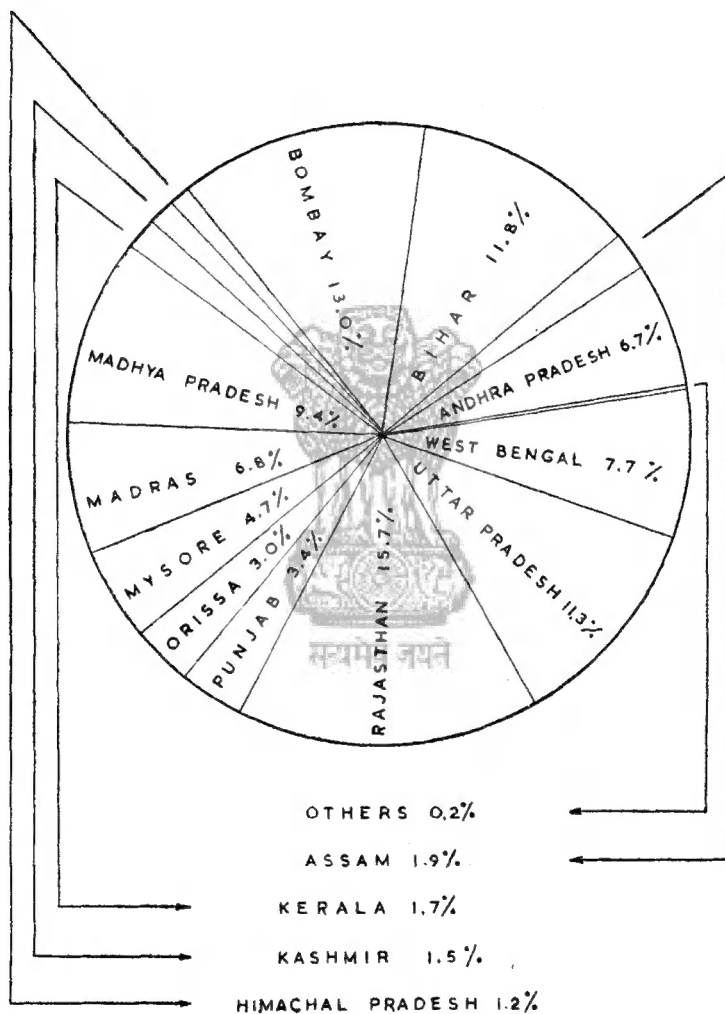 BOMBAY 13.0%
BIHAR 11.8%
ANDHRA PRADESH 6.7%
WEST BENGAL 7.7%
UTTAR PRADESH 11.3%
RAJASTHAN 15.7%
PUNJAB 3.4%
ORISSA 3.0%
MYSORE 4.7%
MADRAS 6.8%
MADHYA PRADESH 9.4%
सत्यमेव जयते
OTHERS 0.2%
ASSAM 1.9%
KERALA 1.7%
KASHMIR 1.5%
HIMACHAL PRADESH 1.2%